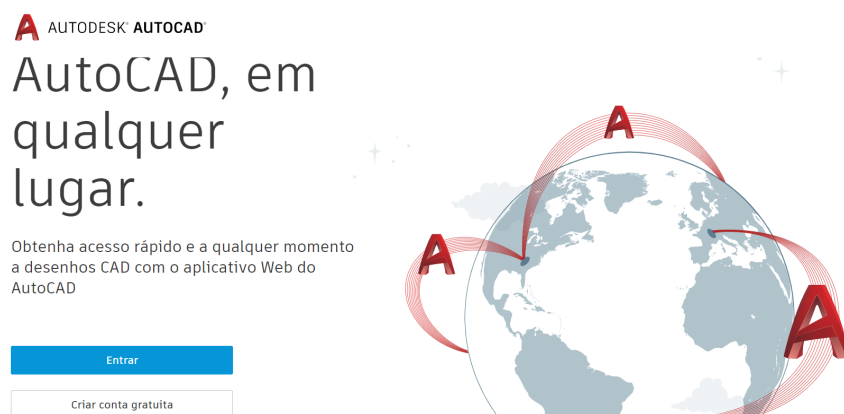 AUTODESK® AUTOCAD®
AutoCAD, em
qualquer
lugar.
Obtenha acesso rápido e a qualquer momento
a desenhos CAD com o aplicativo Web do
AutoCAD
Entrar
Criar conta gratuita